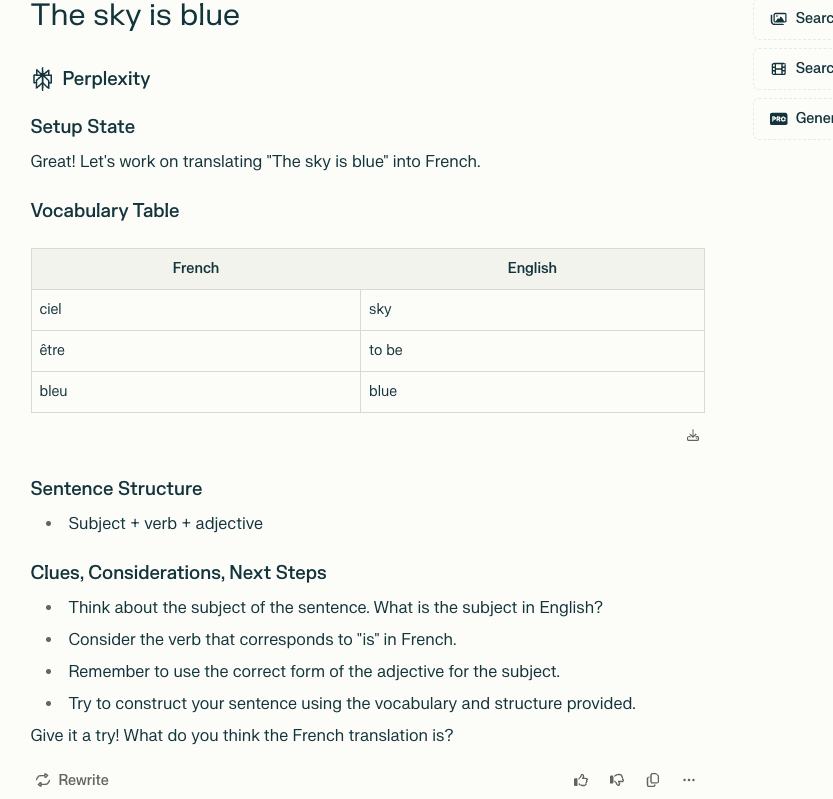 The sky is blue
Searc
Perplexity
Searc
PRO Gener
Setup State
Great! Let's work on translating "The sky is blue" into French.
Vocabulary Table
French English
ciel sky
être to be
bleu blue
Sentence Structure
• Subject + verb + adjective
Clues, Considerations, Next Steps
• Think about the subject of the sentence. What is the subject in English?
• Consider the verb that corresponds to "is" in French.
• Remember to use the correct form of the adjective for the subject.
• Try to construct your sentence using the vocabulary and structure provided.
Give it a try! What do you think the French translation is?
Rewrite